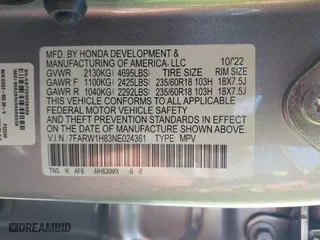 MFD. BY HONDA DEVELOPMENT &
MANUFACTURING OF AMERICA, LLC 10/'22
GVWR 2130KG(4695LBS) TIRE SIZE RIM SIZE
GAWR F 1100KG(2425LBS) 235/60R18 103H 18X7.5J
GAWR R 1040KG(2292LBS) 235/60R18 103H 18X7.5J
THIS VEHICLE CONFORMS TO ALL APPLICABLE
FEDERAL MOTOR VEHICLE SAFETY, BUMPER,
AND THEFT PREVENTION STANDARDS IN EFFECT
ON THE DATE OF MANUFACTURE SHOWN ABOVE.
V.I.N. 7FARW1H83NE024361 TYPE: MPV
NH830MX
AUTOBIDCAR